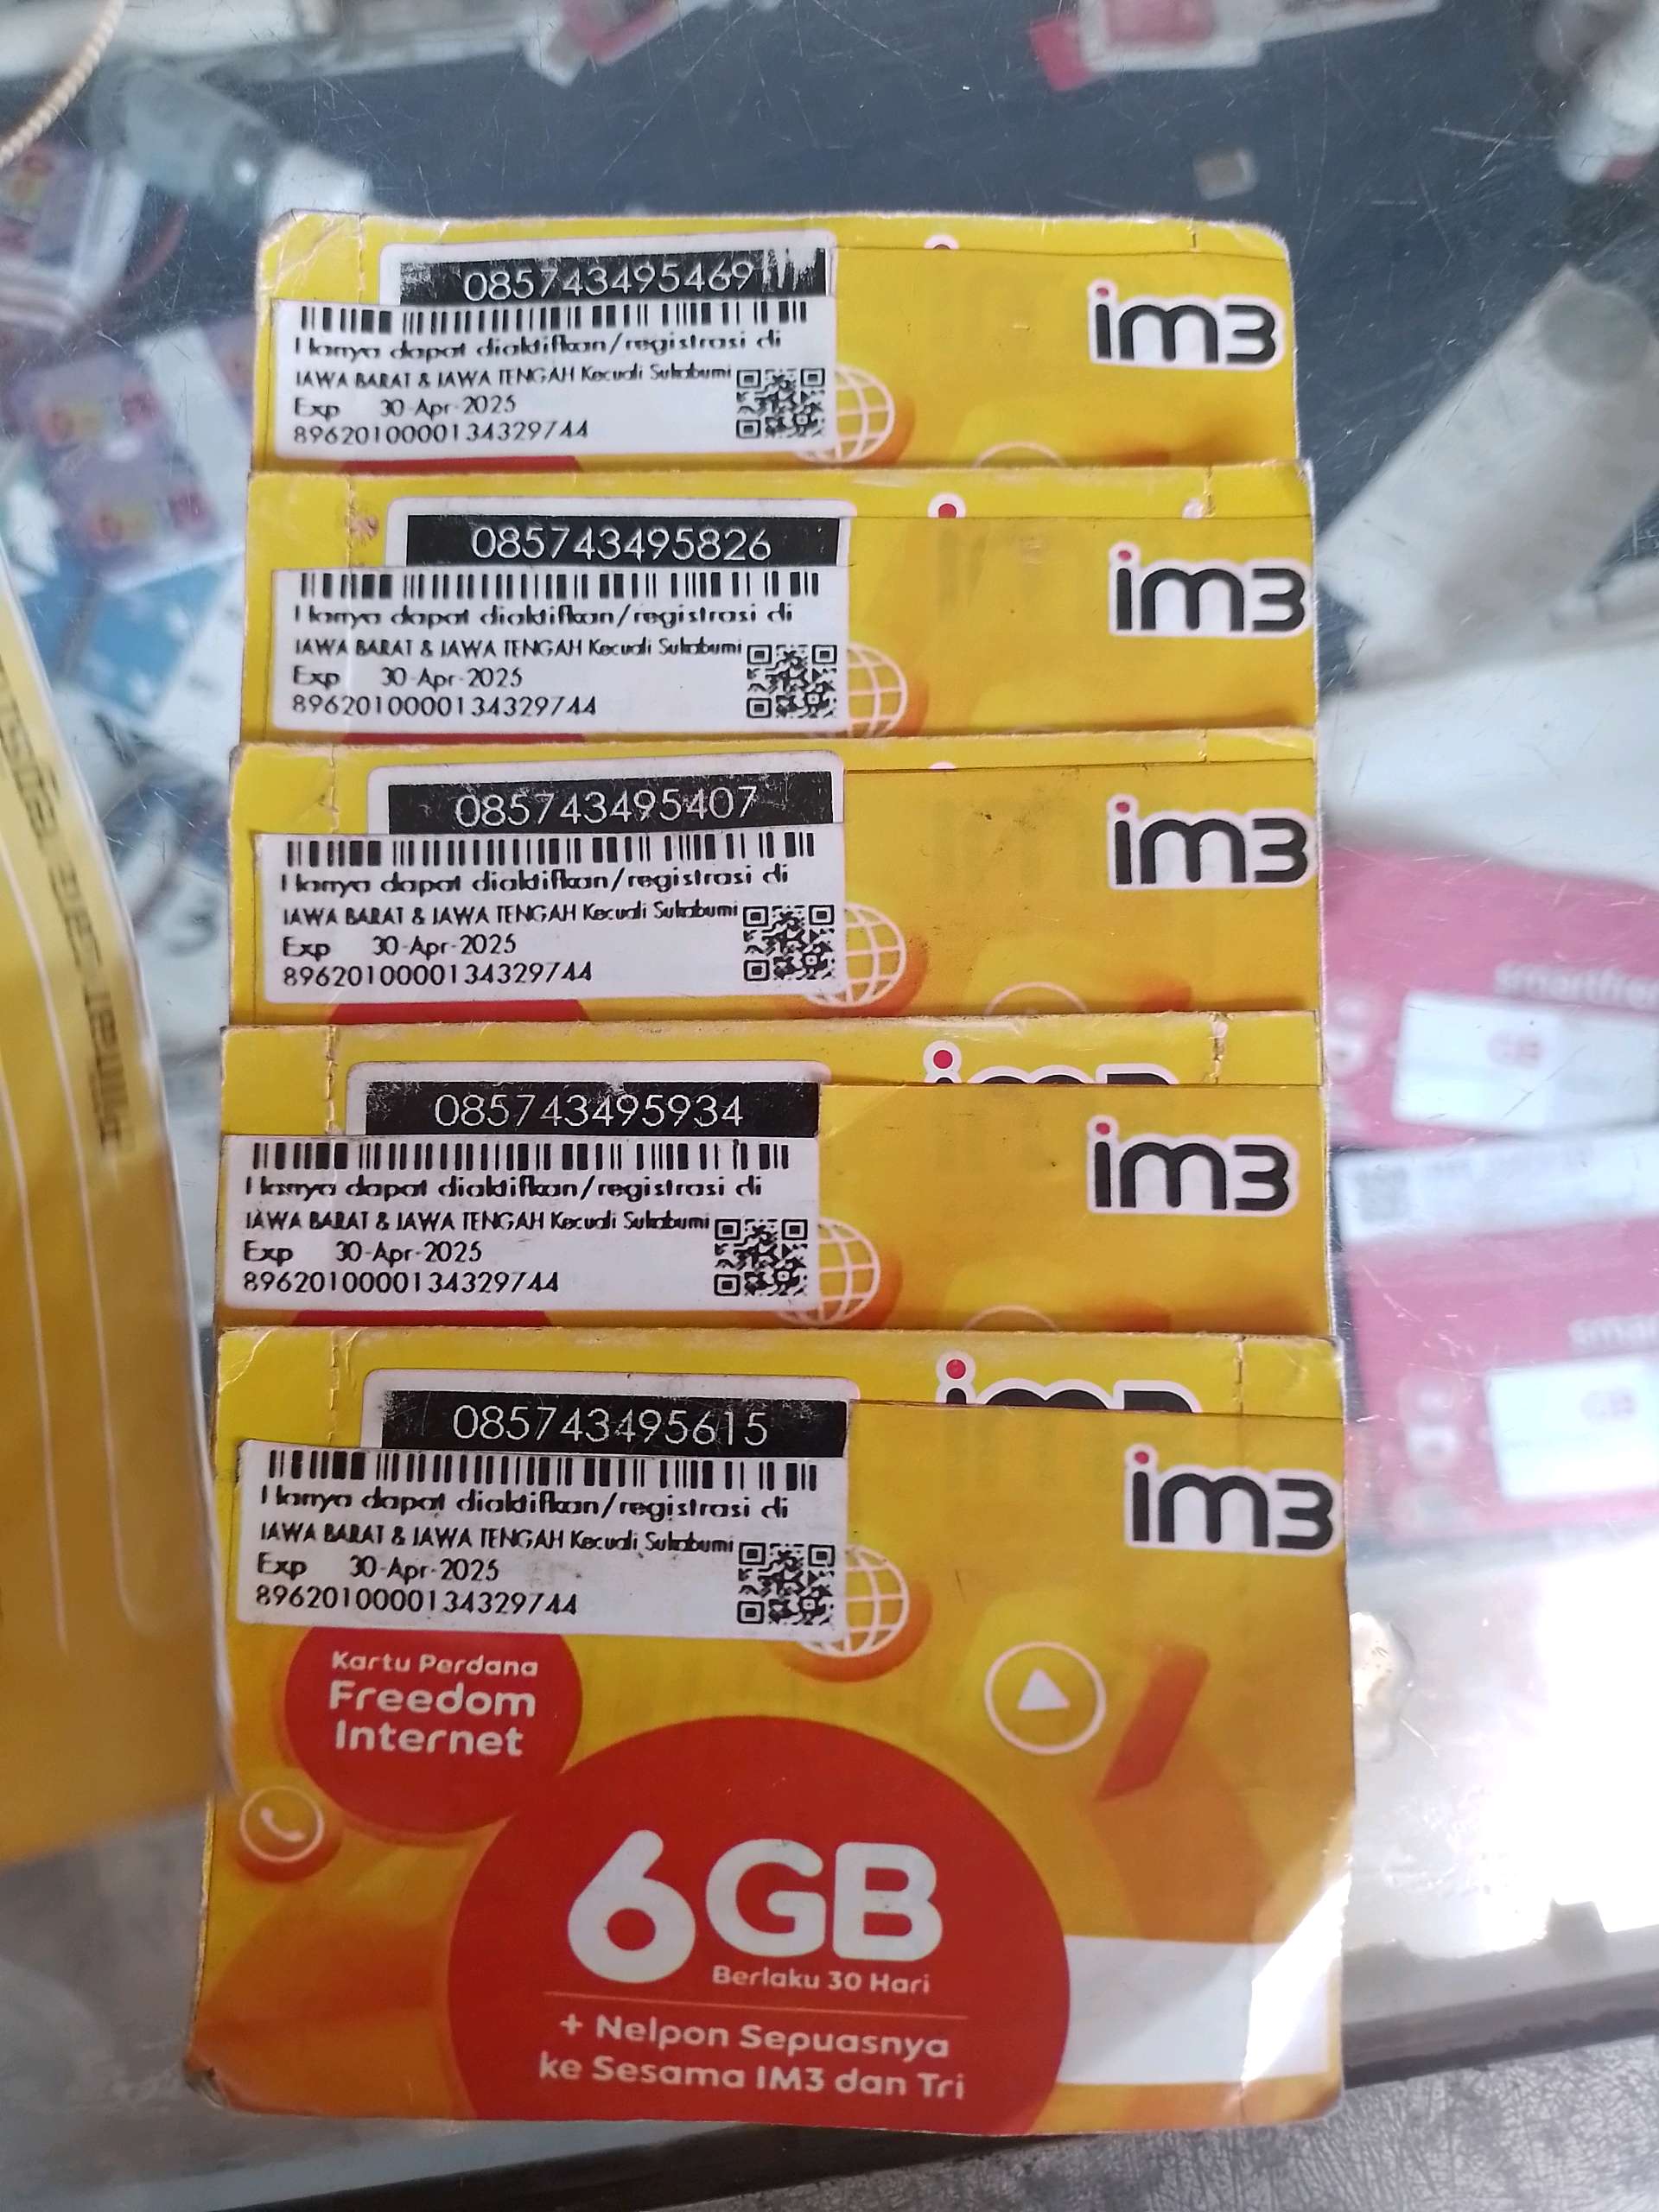 085743495469
im3
Hanya dapat diaktifkan/registrasi di
JAWA BARAT & JAWA TENGAH Kecuali Sukabumi
Exp 30-Apr-2025
8962010000134329744
085743495826
im3
Hanya dapat diaktifkan/registrasi di
JAWA BARAT & JAWA TENGAH Kecuali Sukabumi
Exp 30-Apr-2025
8962010000134329744
085743495407
im3
Hanya dapat diaktifkan/registrasi di
JAWA BARAT & JAWA TENGAH Kecuali Sukabumi
Exp 30-Apr-2025
8962010000134329744
085743495934
im3
Hanya dapat diaktifkan/registrasi di
JAWA BARAT & JAWA TENGAH Kecuali Sukabumi
Exp 30-Apr-2025
8962010000134329744
085743495615
im3
Hanya dapat diaktifkan/registrasi di
JAWA BARAT & JAWA TENGAH Kecuali Sukabumi
Exp 30-Apr-2025
8962010000134329744
Kartu Perdana
Freedom
Internet
6GB
Berlaku 30 Hari
+ Nelpon Sepuasnya
ke Sesama IM3 dan Tri
GB
GB